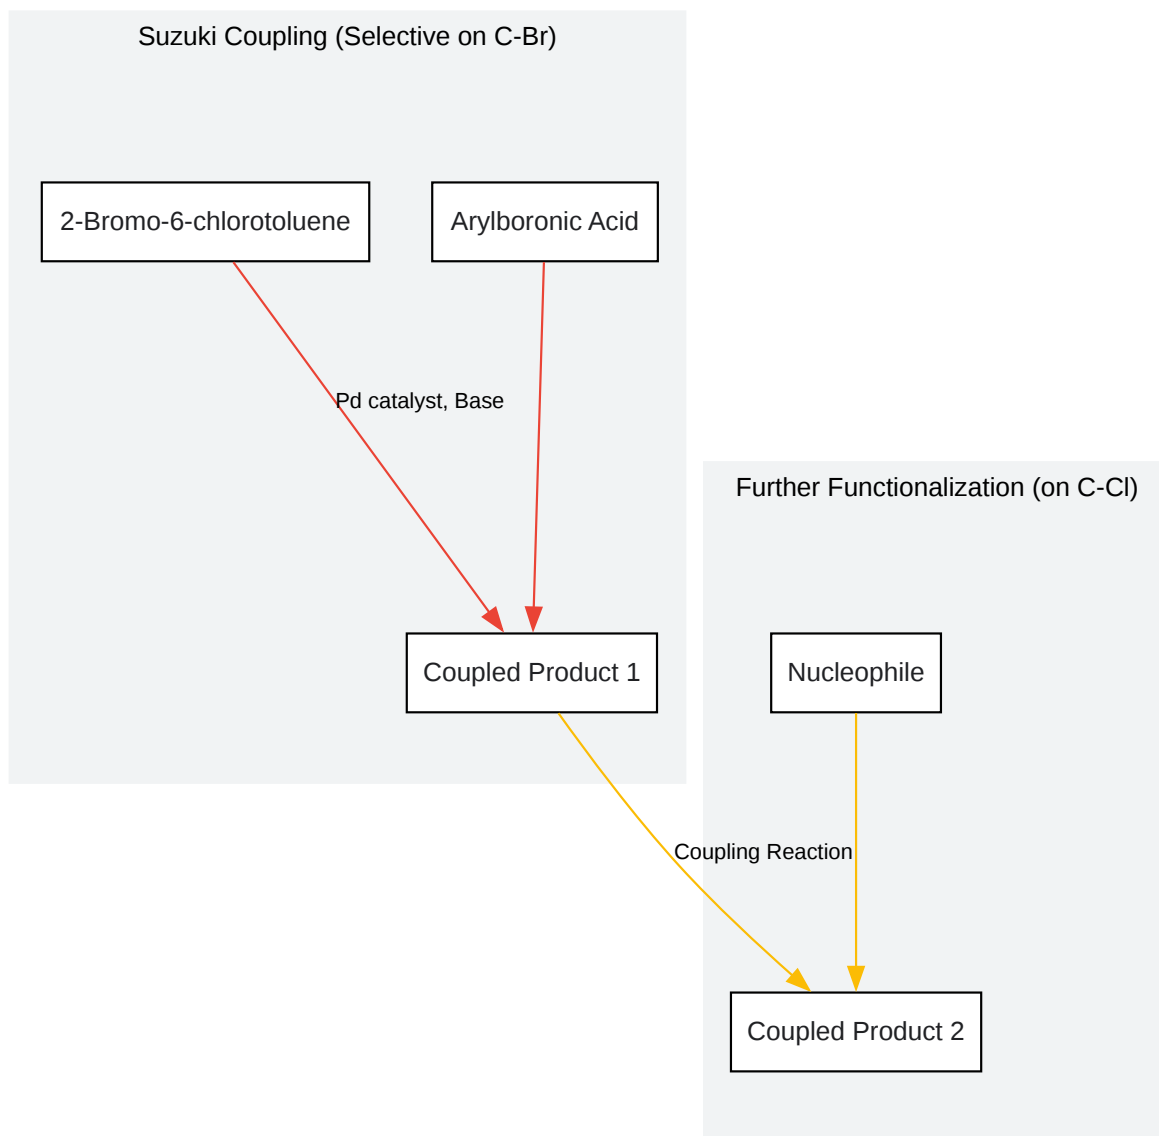 Suzuki Coupling (Selective on C-Br)
2-Bromo-6-chlorotoluene
Arylboronic Acid
Pd catalyst, Base
Further Functionalization (on C-Cl)
Coupled Product 1
Nucleophile
Coupling Reaction
Coupled Product 2